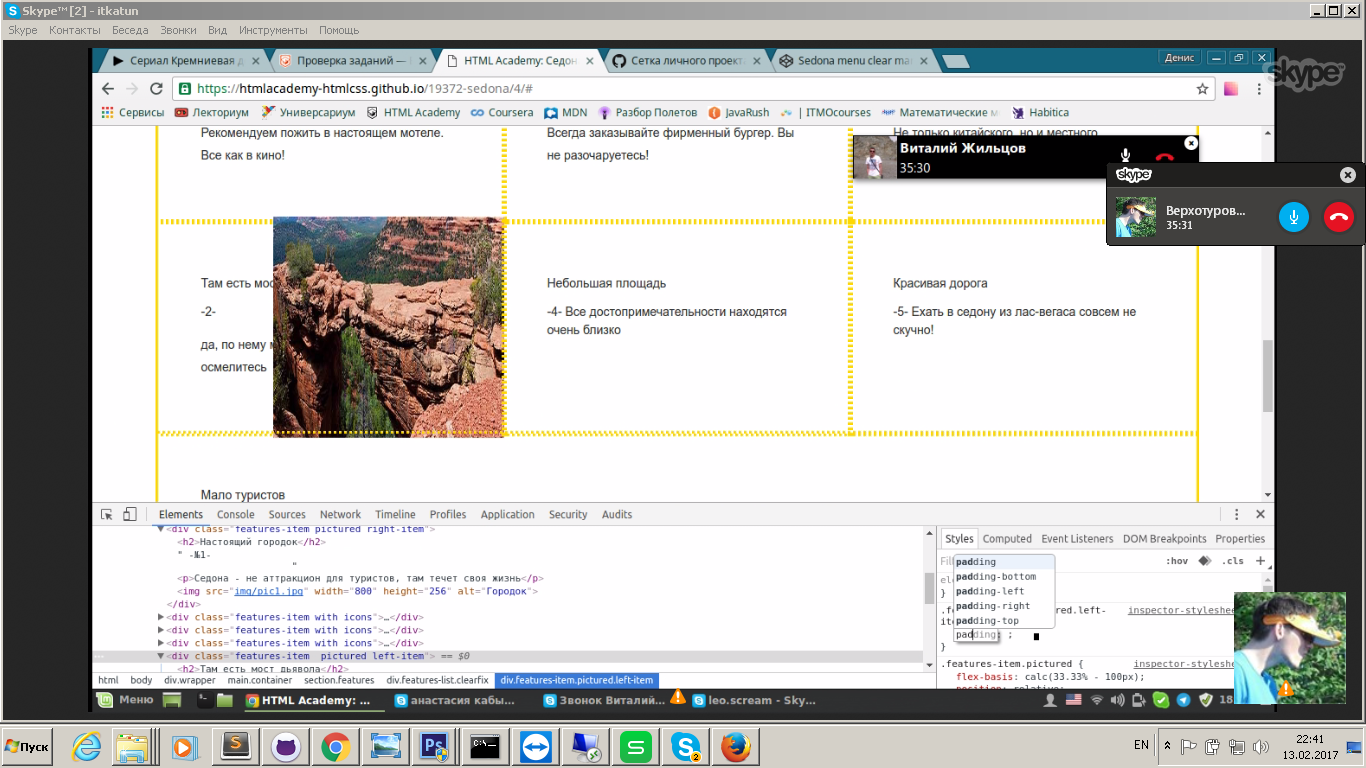 Skype™ [2] - itkatun
Skype Контакты Беседа Звонки Вид Инструменты Помощь
Сериал Кремниевая д
Проверка заданий —
HTML Academy: Седон
Сетка личного проект
Sedona menu clear ma
Денис
skype
https://htmlacademy-htmlcss.github.io/19372-sedona/4/#
Сервисы Лекториум Универсариум HTML Academy Coursera MDN Разбор Полетов JavaRush ITMOcourses Математические м Habitica
Рекомендуем пожить в настоящем мотеле.
Все как в кино!
Всегда заказывайте фирменный бургер. Вы
не разочаруетесь!
Не только китайского, но и местного
Виталий Жильцов
35:30
skype
Верхотуров...
35:31
Там есть мос
-2-
да, по нему м
осмелитесь
Небольшая площадь
-4- Все достопримечательности находятся
очень близко
Красивая дорога
-5- Ехать в седону из лас-вегаса совсем не
скучно!
Мало туристов
Elements Console Sources Network Timeline Profiles Application Security Audits
<div class="features-item pictured right-item">
<h2>Настоящий городок</h2>
" -№1-
"
<p>Седона - не аттракцион для туристов, там течет своя жизнь</p>
<img src="img/pic1.jpg" width="800" height="256" alt="Городок">
</div>
<div class="features-item with icons">…</div>
<div class="features-item with icons">…</div>
<div class="features-item with icons">…</div>
<div class="features-item  pictured left-item"> == $0
<h2>Там есть мост дьявола</h2>
html body div.wrapper main.container section.features div.features-list.clearfix div.features-item.pictured.left-item
Styles Computed Event Listeners DOM Breakpoints Properties
Fil :hov .cls +
padding
padding-bottom
padding-left
padding-right
padding-top
padding; ;
ured.left-
inspector-styleshee
}
.features-item.pictured {
inspector-styleshe
flex-basis: calc(33.33% - 100px);
position: relative;
Меню
HTML Academy: ...
анастасия кабы...
Звонок Виталий...
leo.scream - Sky...
18
Пуск
2
EN
22:41
13.02.2017